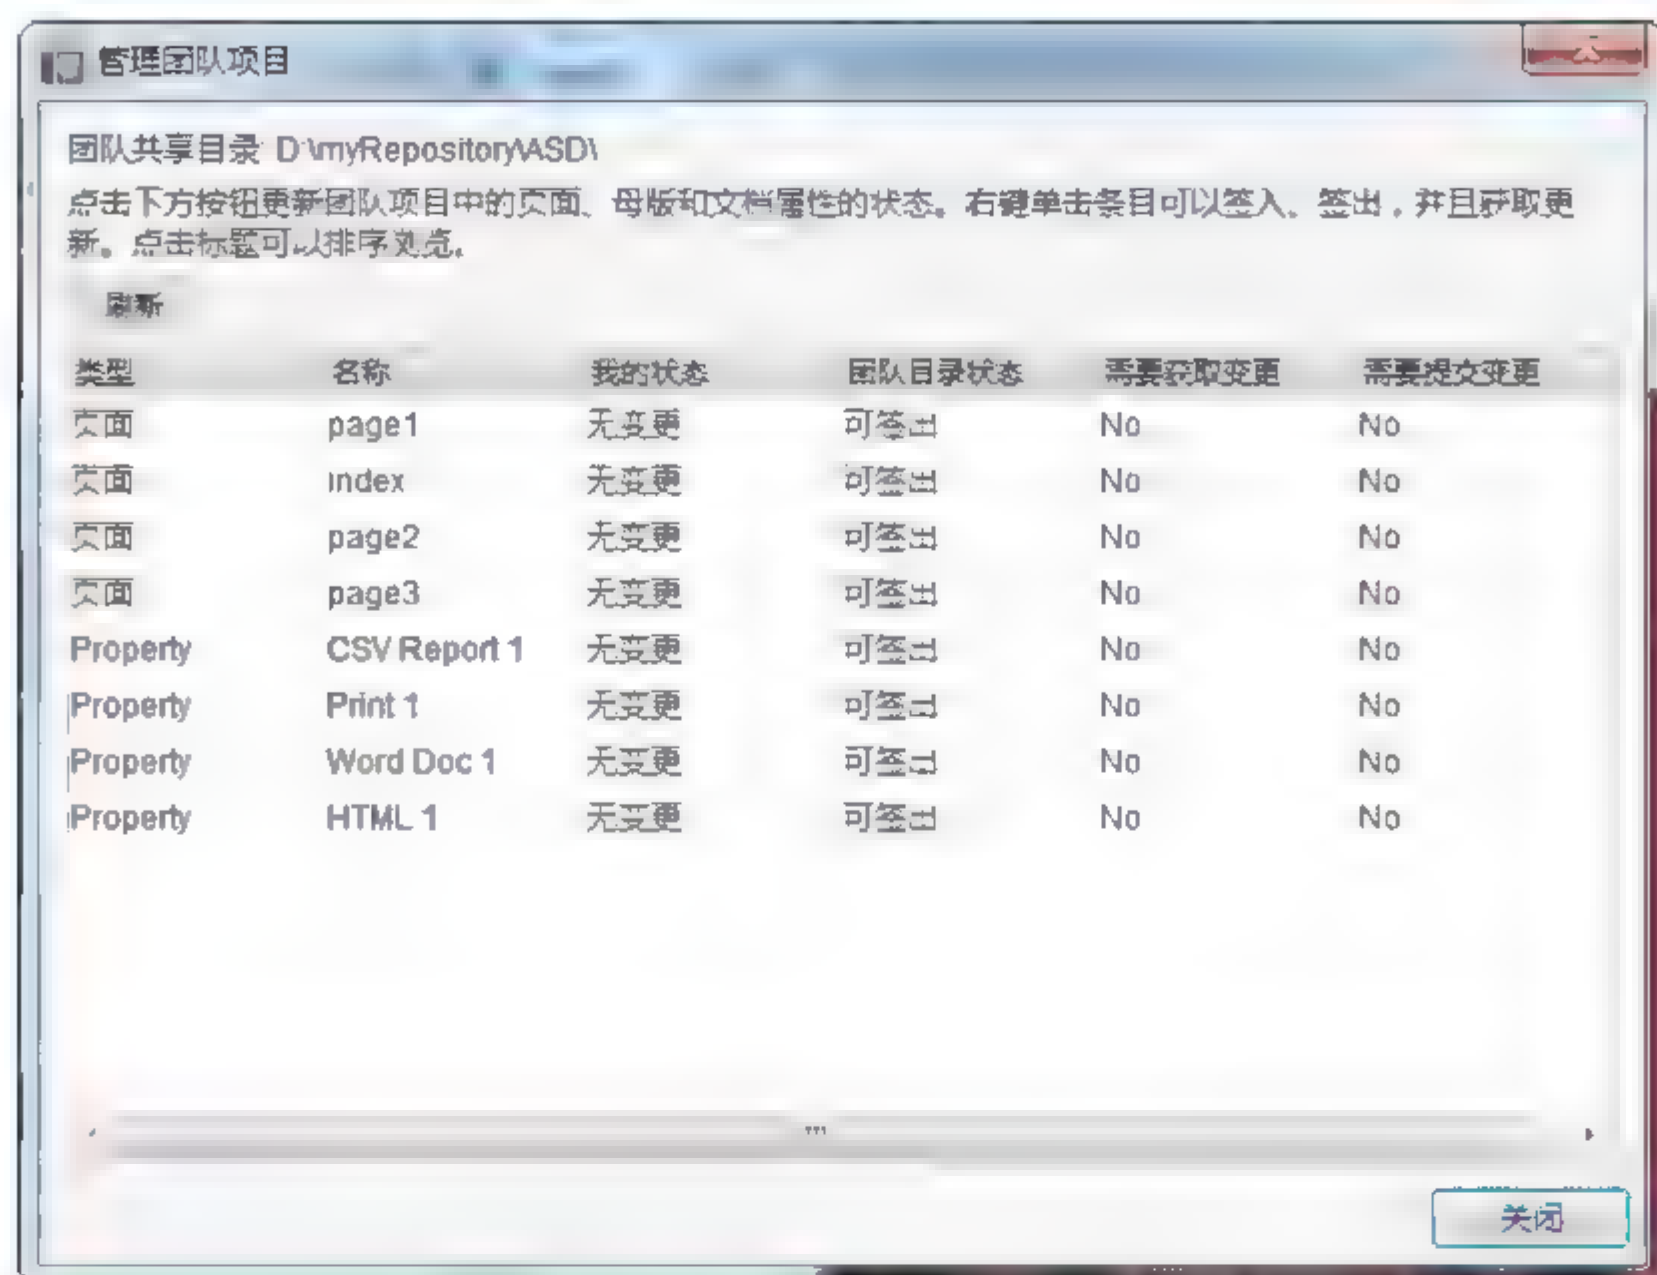 管理团队项目
团队共享目录 D:\myRepository\ASD\
点击下方按钮更新团队项目中的页面、母版和文档属性的状态。右键单击条目可以签入、签出，并且获取更
新。点击标题可以排序浏览。
刷新
类型 名称 我的状态 团队目录状态 需要获取变更 需要提交变更
页面 page1 无变更 可签出 No No
页面 index 无变更 可签出 No No
页面 page2 无变更 可签出 No No
页面 page3 无变更 可签出 No No
Property CSV Report 1 无变更 可签出 No No
Property Print 1 无变更 可签出 No No
Property Word Doc 1 无变更 可签出 No No
Property HTML 1 无变更 可签出 No No
关闭